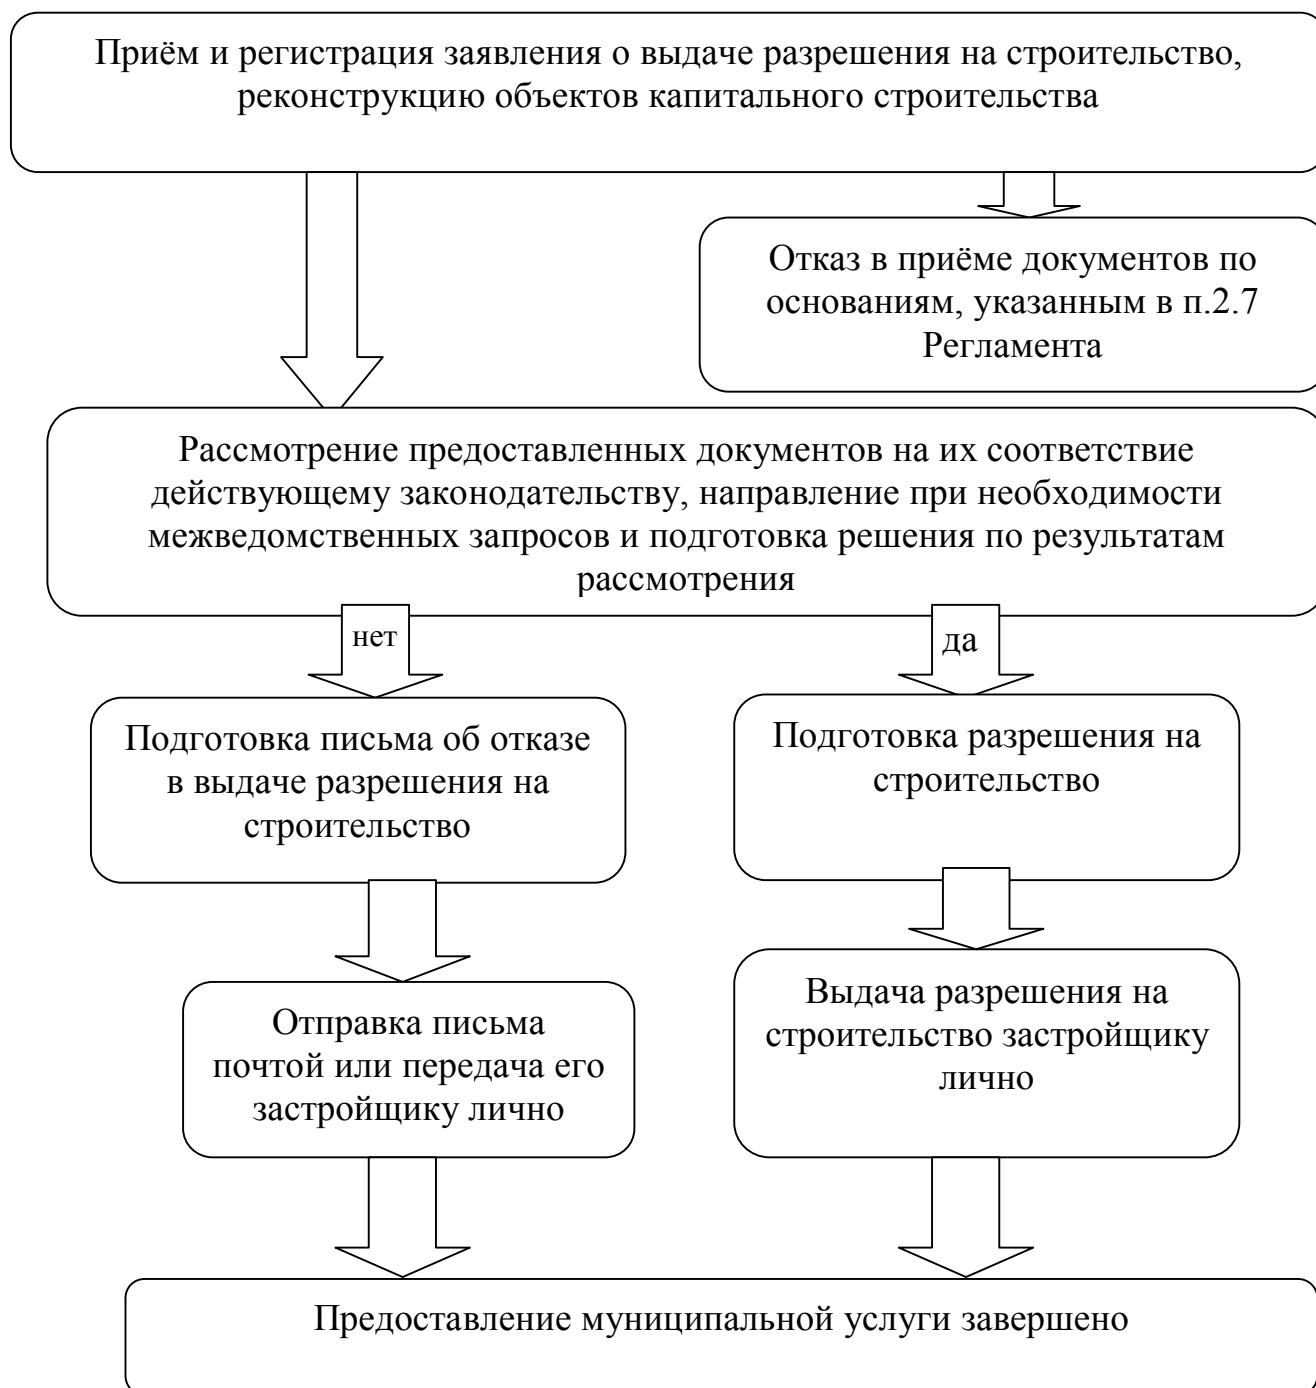 Приём и регистрация заявления о выдаче разрешения на строительство,
реконструкцию объектов капитального строительства
Отказ в приёме документов по
основаниям, указанным в п.2.7
Регламента
Рассмотрение предоставленных документов на их соответствие
действующему законодательству, направление при необходимости
межведомственных запросов и подготовка решения по результатам
рассмотрения
нет
да
Подготовка письма об отказе
в выдаче разрешения на
строительство
Подготовка разрешения на
строительство
Отправка письма
почтой или передача его
застройщику лично
Выдача разрешения на
строительство застройщику
лично
Предоставление муниципальной услуги завершено